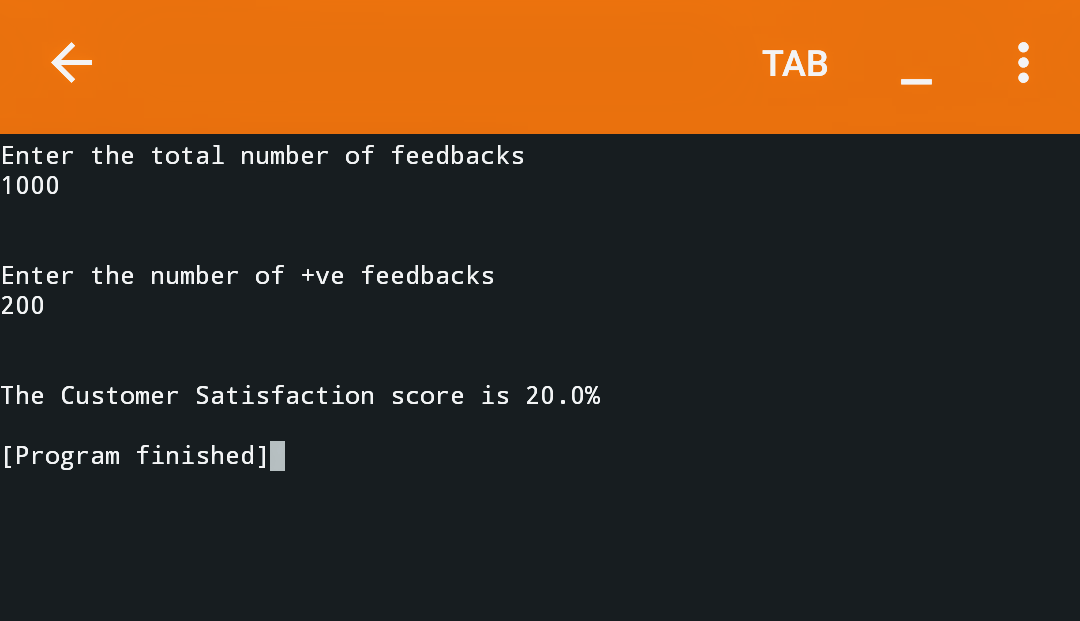 TAB
Enter the total number of feedbacks
1000
Enter the number of +ve feedbacks
200
The Customer Satisfaction score is 20.0%
[Program finished]